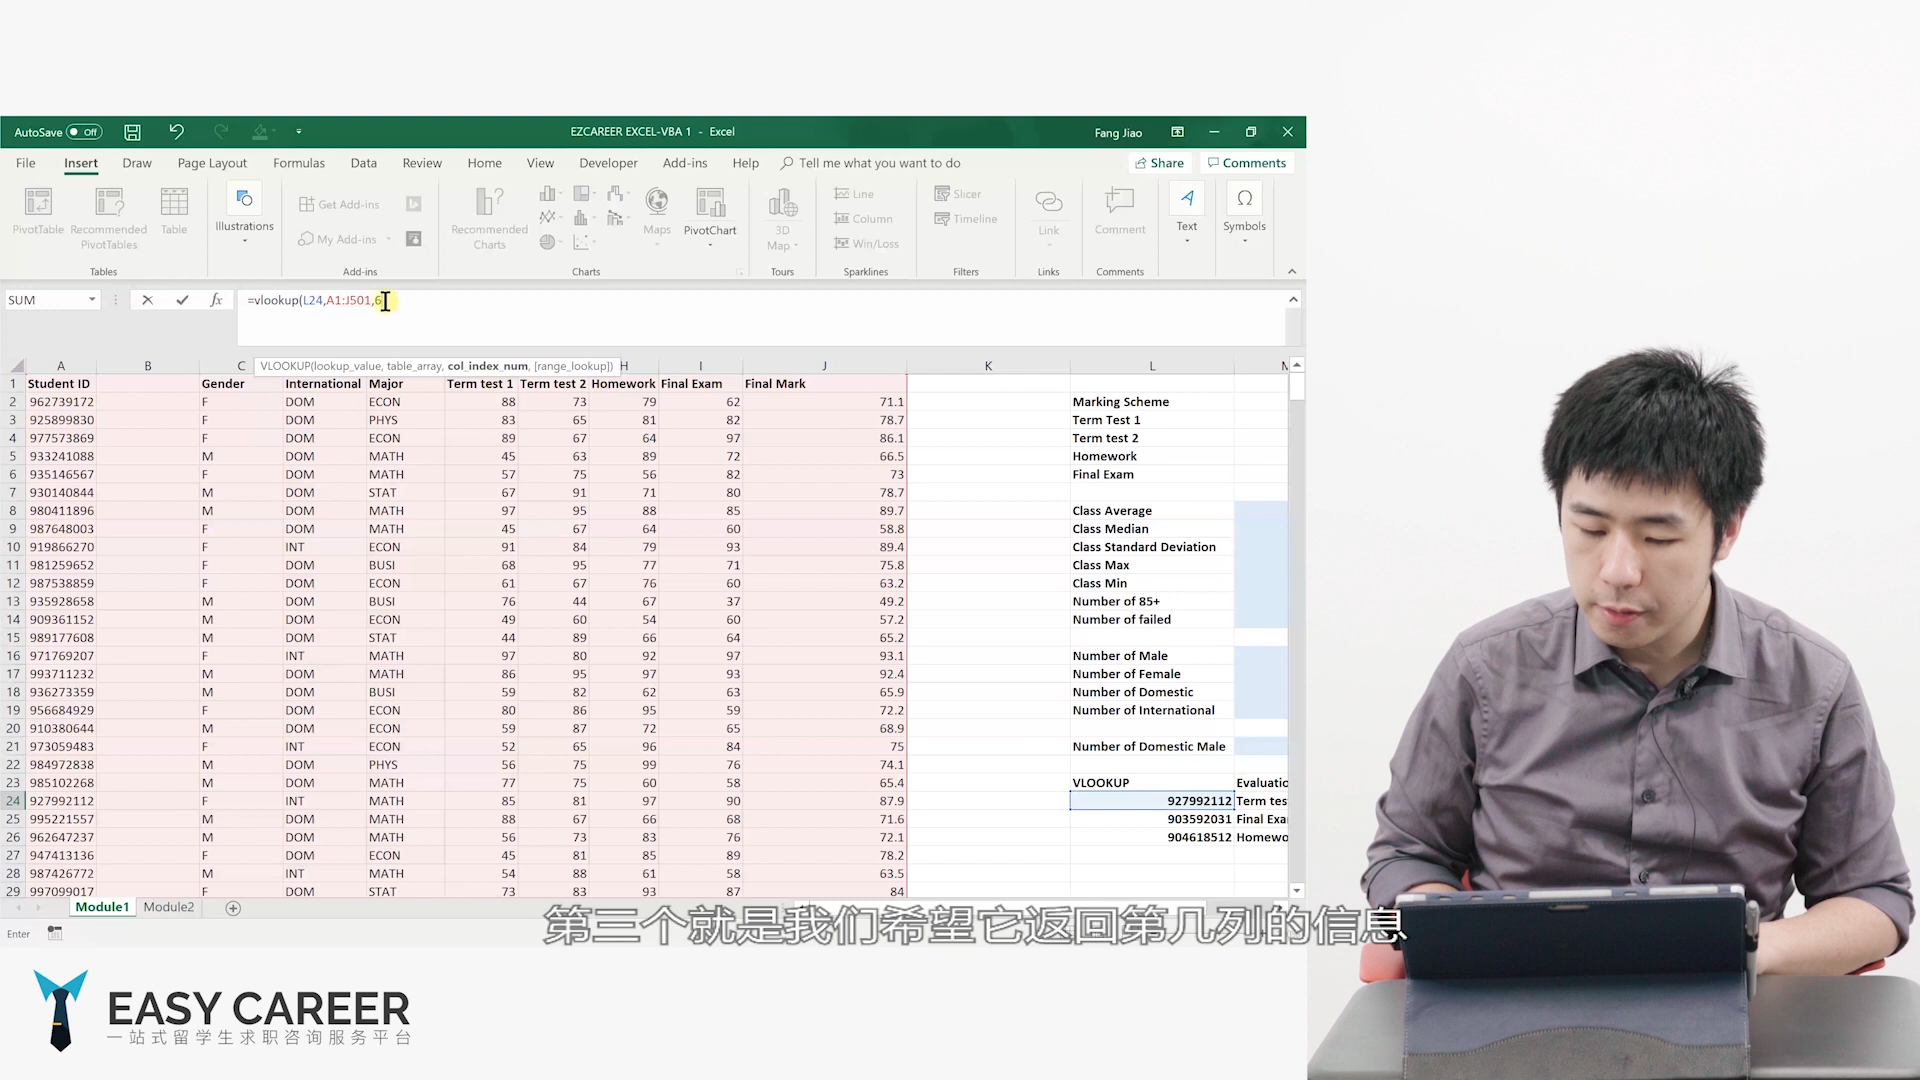 AutoSave Off
EZCAREER EXCEL-VBA 1 - Excel
Fang Jiao
File Insert Draw Page Layout Formulas Data Review Home View Developer Add-ins Help Tell me what you want to do
Share Comments
PivotTable
Recommended PivotTables
Table
Illustrations
Get Add-ins
My Add-ins
Recommended Charts
Maps
PivotChart
3D Map
Line
Column
Win/Loss
Slicer
Timeline
Link
Comment
Text
Symbols
Tables Add-ins Charts Tours Sparklines Filters Links Comments
SUM
fx
=vlookup(L24,A1:J501,6
VLOOKUP(lookup_value, table_array, col_index_num, [range_lookup])
A B C H I J K L M
1 Student ID Gender International Major Term test 1 Term test 2 Homework Final Exam Final Mark
2 962739172 F DOM ECON 88 73 79 62 71.1 Marking Scheme
3 925899830 F DOM PHYS 83 65 81 82 78.7 Term Test 1
4 977573869 F DOM ECON 89 67 64 97 86.1 Term test 2
5 933241088 M DOM MATH 45 63 89 72 66.5 Homework
6 935146567 F DOM MATH 57 75 56 82 73 Final Exam
7 930140844 M DOM STAT 67 91 71 80 78.7
8 980411896 M DOM MATH 97 95 88 85 89.7 Class Average
9 987648003 F DOM MATH 45 67 64 60 58.8 Class Median
10 919866270 F INT ECON 91 84 79 93 89.4 Class Standard Deviation
11 981259652 F DOM BUSI 68 95 77 71 75.8 Class Max
12 987538859 F DOM ECON 61 67 76 60 63.2 Class Min
13 935928658 M DOM BUSI 76 44 67 37 49.2 Number of 85+
14 909361152 M DOM ECON 49 60 54 60 57.2 Number of failed
15 989177608 M DOM STAT 44 89 66 64 65.2
16 971769207 F INT MATH 97 80 92 97 93.1 Number of Male
17 993711232 M DOM MATH 86 95 97 93 92.4 Number of Female
18 936273359 M DOM BUSI 59 82 62 63 65.9 Number of Domestic
19 956684929 F DOM ECON 80 86 95 59 72.2 Number of International
20 910380644 M DOM ECON 59 87 72 65 68.9
21 973059483 F INT ECON 52 65 96 84 75 Number of Domestic Male
22 984972838 M DOM PHYS 56 75 99 76 74.1
23 985102268 M DOM MATH 77 75 60 58 65.4 VLOOKUP Evaluatio
24 927992112 F INT MATH 85 81 97 90 87.9 927992112 Term tes
25 995221557 M DOM MATH 88 67 66 68 71.6 903592031 Final Exa
26 962647237 M DOM MATH 56 73 83 76 72.1 904618512 Homewo
27 947413136 F DOM ECON 45 81 85 89 78.2
28 987426772 M INT MATH 54 88 61 58 63.5
29 997099017 F DOM STAT 73 83 93 87 84
Module1 Module2
第三个就是我们希望它返回第几列的信息
Enter
EASY CAREER
一站式留学生求职咨询服务平台